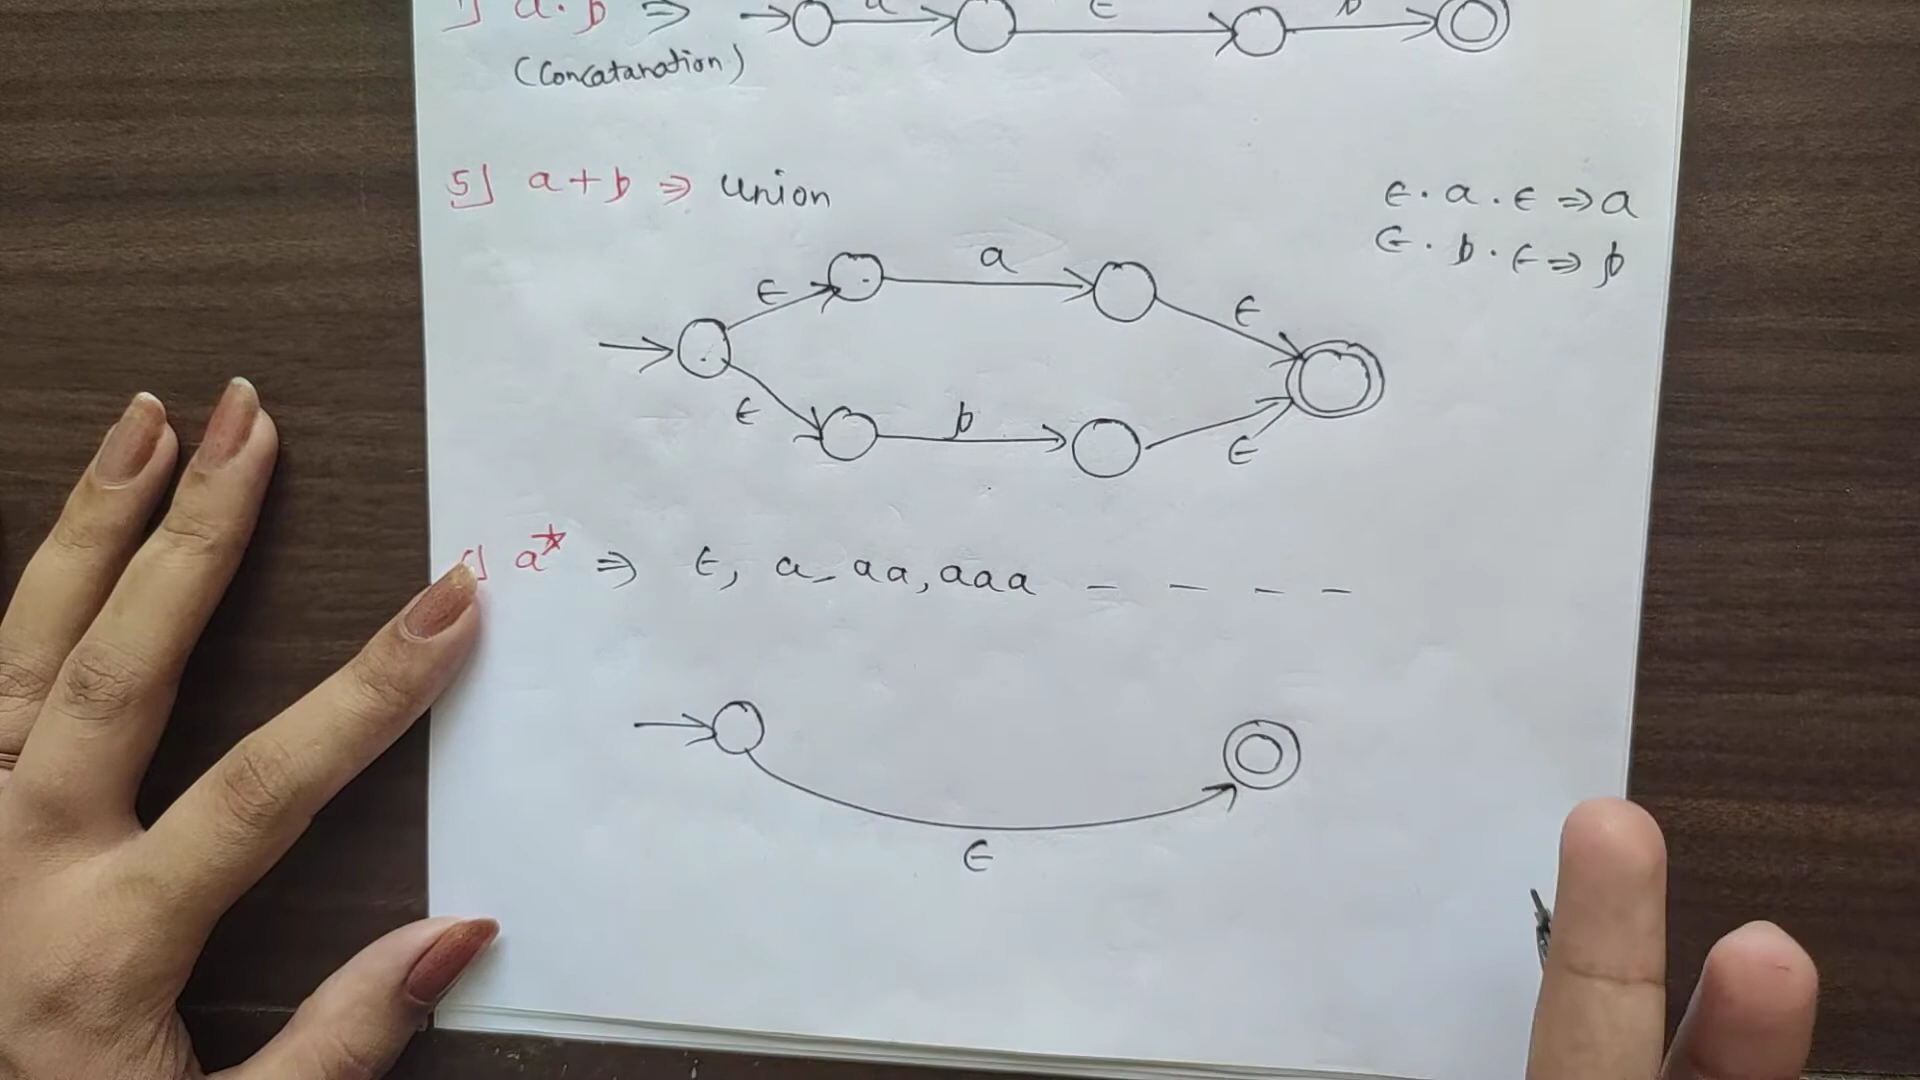 a . b ⇒ a ϵ b
(Concatanation)
5] a + b ⇒ union
ϵ . a . ϵ ⇒ a
ϵ . b . ϵ ⇒ b
a
ϵ ϵ
ϵ b ϵ
a* ⇒ ϵ, a, aa, aaa - - - -
ϵ